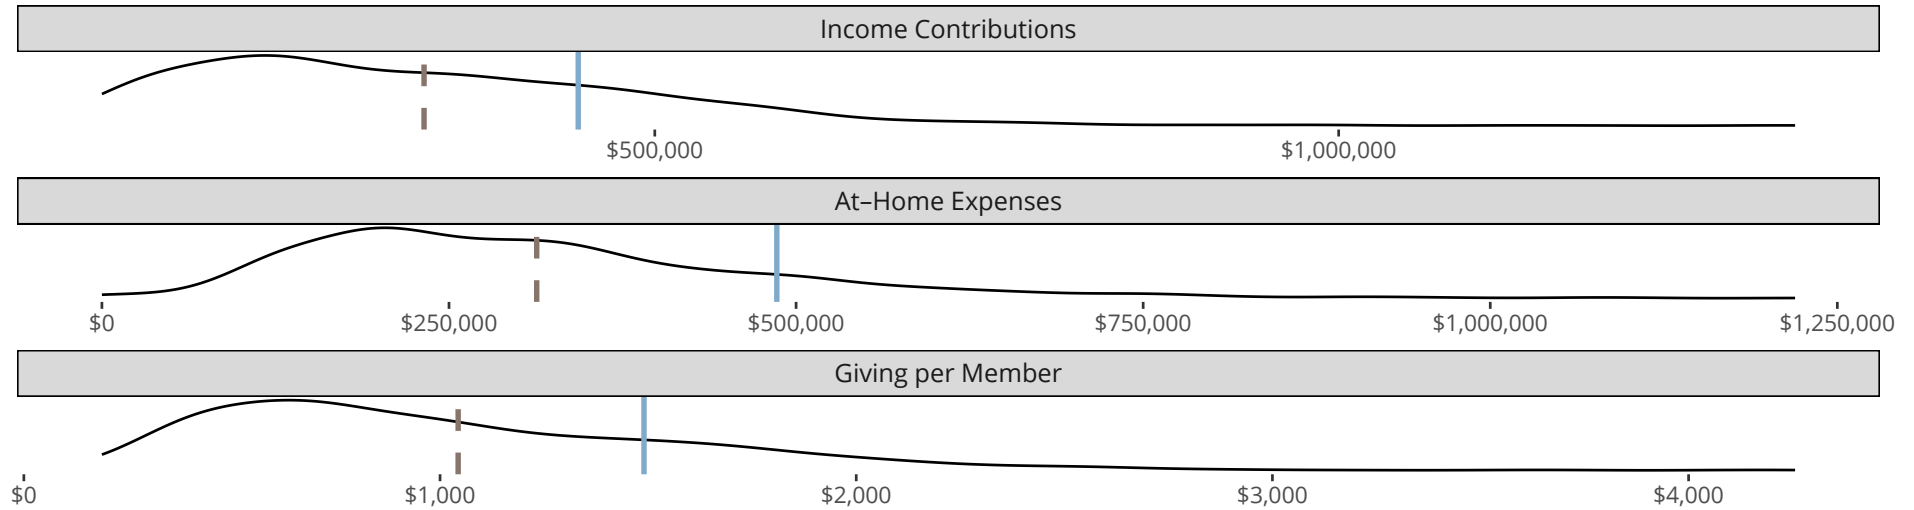 Income Contributions
$500,000 $1,000,000
At–Home Expenses
$0 $250,000 $500,000 $750,000 $1,000,000 $1,250,000
Giving per Member
$0 $1,000 $2,000 $3,000 $4,000